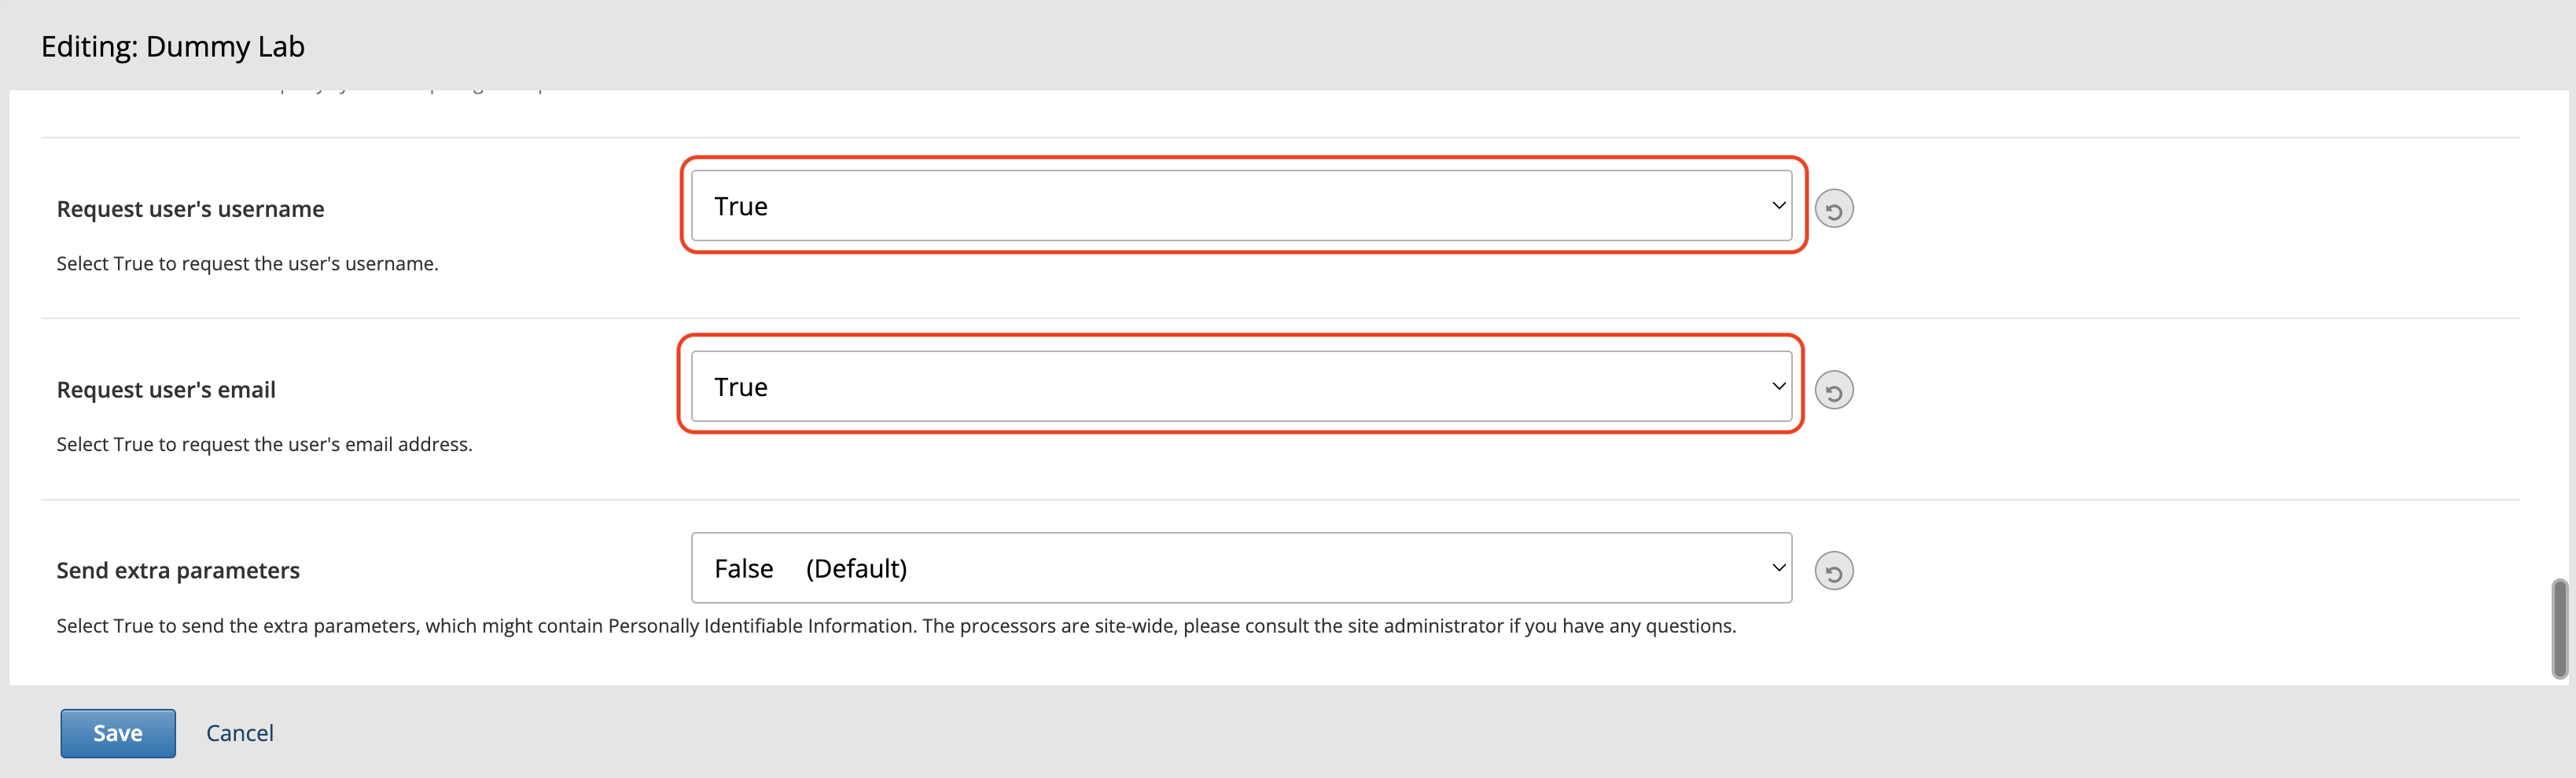 Editing: Dummy Lab
Request user's username
True
Select True to request the user's username.
Request user's email
True
Select True to request the user's email address.
Send extra parameters
False (Default)
Select True to send the extra parameters, which might contain Personally Identifiable Information. The processors are site-wide, please consult the site administrator if you have any questions.
Save
Cancel